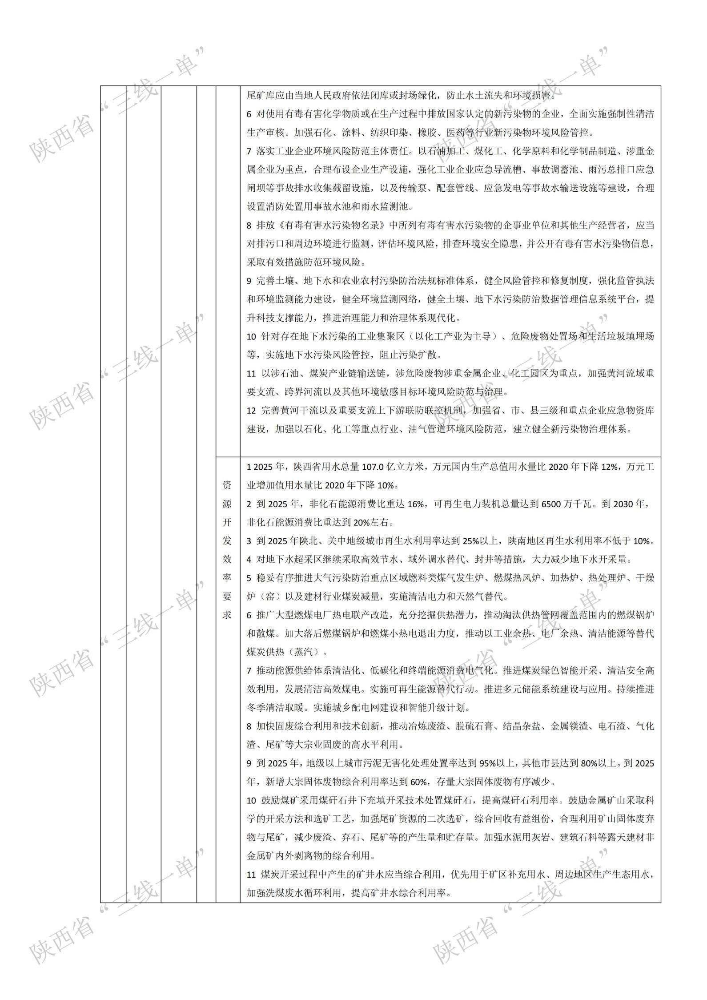 尾矿库应由当地人民政府依法闭库或封场绿化，防止水土流失和环境损害。
6 对使用有毒有害化学物质或在生产过程中排放国家认定的新污染物的企业，全面实施强制性清洁
生产审核。加强石化、涂料、纺织印染、橡胶、医药等行业新污染物环境风险管控。
7 落实工业企业环境风险防范主体责任。以石油加工、煤化工、化学原料和化学制品制造、涉重金
属企业为重点，合理布设企业生产设施，强化工业企业应急导流槽、事故调蓄池、雨污总排口应急
闸坝等事故排水收集截留设施，以及传输泵、配套管线、应急发电等事故水输送设施等建设，合理
设置消防处置用事故水池和雨水监测池。
8 排放《有毒有害水污染物名录》中所列有毒有害水污染物的企事业单位和其他生产经营者，应当
对排污口和周边环境进行监测，评估环境风险，排查环境安全隐患，并公开有毒有害水污染物信息，
采取有效措施防范环境风险。
9 完善土壤、地下水和农业农村污染防治法规标准体系，健全风险管控和修复制度，强化监管执法
和环境监测能力建设，健全环境监测网络，健全土壤、地下水污染防治数据管理信息系统平台，提
升科技支撑能力，推进治理能力和治理体系现代化。
10 针对存在地下水污染的工业集聚区（以化工产业为主导）、危险废物处置场和生活垃圾填埋场
等，实施地下水污染风险管控，阻止污染扩散。
11 以涉石油、煤炭产业链输送链，涉危险废物涉重金属企业、化工园区为重点，加强黄河流域重
要支流、跨界河流以及其他环境敏感目标环境风险防范与治理。
12 完善黄河干流以及重要支流上下游联防联控机制，加强省、市、县三级和重点企业应急物资库
建设，加强以石化、化工等重点行业、油气管道环境风险防范，建立健全新污染物治理体系。
资
源
开
发
效
率
要
求
1 2025 年，陕西省用水总量 107.0 亿立方米，万元国内生产总值用水量比 2020 年下降 12%，万元工
业增加值用水量比 2020 年下降 10%。
2 到 2025 年，非化石能源消费比重达 16%，可再生电力装机总量达到 6500 万千瓦。到 2030 年，
非化石能源消费比重达到 20%左右。
3 到 2025 年陕北、关中地级城市再生水利用率达到 25%以上，陕南地区再生水利用率不低于 10%。
4 对地下水超采区继续采取高效节水、域外调水替代、封井等措施，大力减少地下水开采量。
5 稳妥有序推进大气污染防治重点区域燃料类煤气发生炉、燃煤热风炉、加热炉、热处理炉、干燥
炉（窑）以及建材行业煤炭减量，实施清洁电力和天然气替代。
6 推广大型燃煤电厂热电联产改造，充分挖掘供热潜力，推动淘汰供热管网覆盖范围内的燃煤锅炉
和散煤。加大落后燃煤锅炉和燃煤小热电退出力度，推动以工业余热、电厂余热、清洁能源等替代
煤炭供热（蒸汽）。
7 推动能源供给体系清洁化、低碳化和终端能源消费电气化。推进煤炭绿色智能开采、清洁安全高
效利用，发展清洁高效煤电。实施可再生能源替代行动。推进多元储能系统建设与应用。持续推进
冬季清洁取暖。实施城乡配电网建设和智能升级计划。
8 加快固废综合利用和技术创新，推动冶炼废渣、脱硫石膏、结晶杂盐、金属镁渣、电石渣、气化
渣、尾矿等大宗业固废的高水平利用。
9 到 2025 年，地级以上城市污泥无害化处理处置率达到 95%以上，其他市县达到 80%以上。到 2025
年，新增大宗固体废物综合利用率达到 60%，存量大宗固体废物有序减少。
10 鼓励煤矿采用煤矸石井下充填开采技术处置煤矸石，提高煤矸石利用率。鼓励金属矿山采取科
学的开采方法和选矿工艺，加强尾矿资源的二次选矿，综合回收有益组份，合理利用矿山固体废弃
物与尾矿，减少废渣、弃石、尾矿等的产生量和贮存量。加强水泥用灰岩、建筑石料等露天建材非
金属矿内外剥离物的综合利用。
11 煤炭开采过程中产生的矿井水应当综合利用，优先用于矿区补充用水、周边地区生产生态用水，
加强洗煤废水循环利用，提高矿井水综合利用率。
陕西省“三线一单”
陕西省“三线一单”
陕西省“三线一单”
陕西省“三线一单”
陕西省“三线一单”
陕西省“三线一单”
陕西省“三线一单”
陕西省“三线一单”